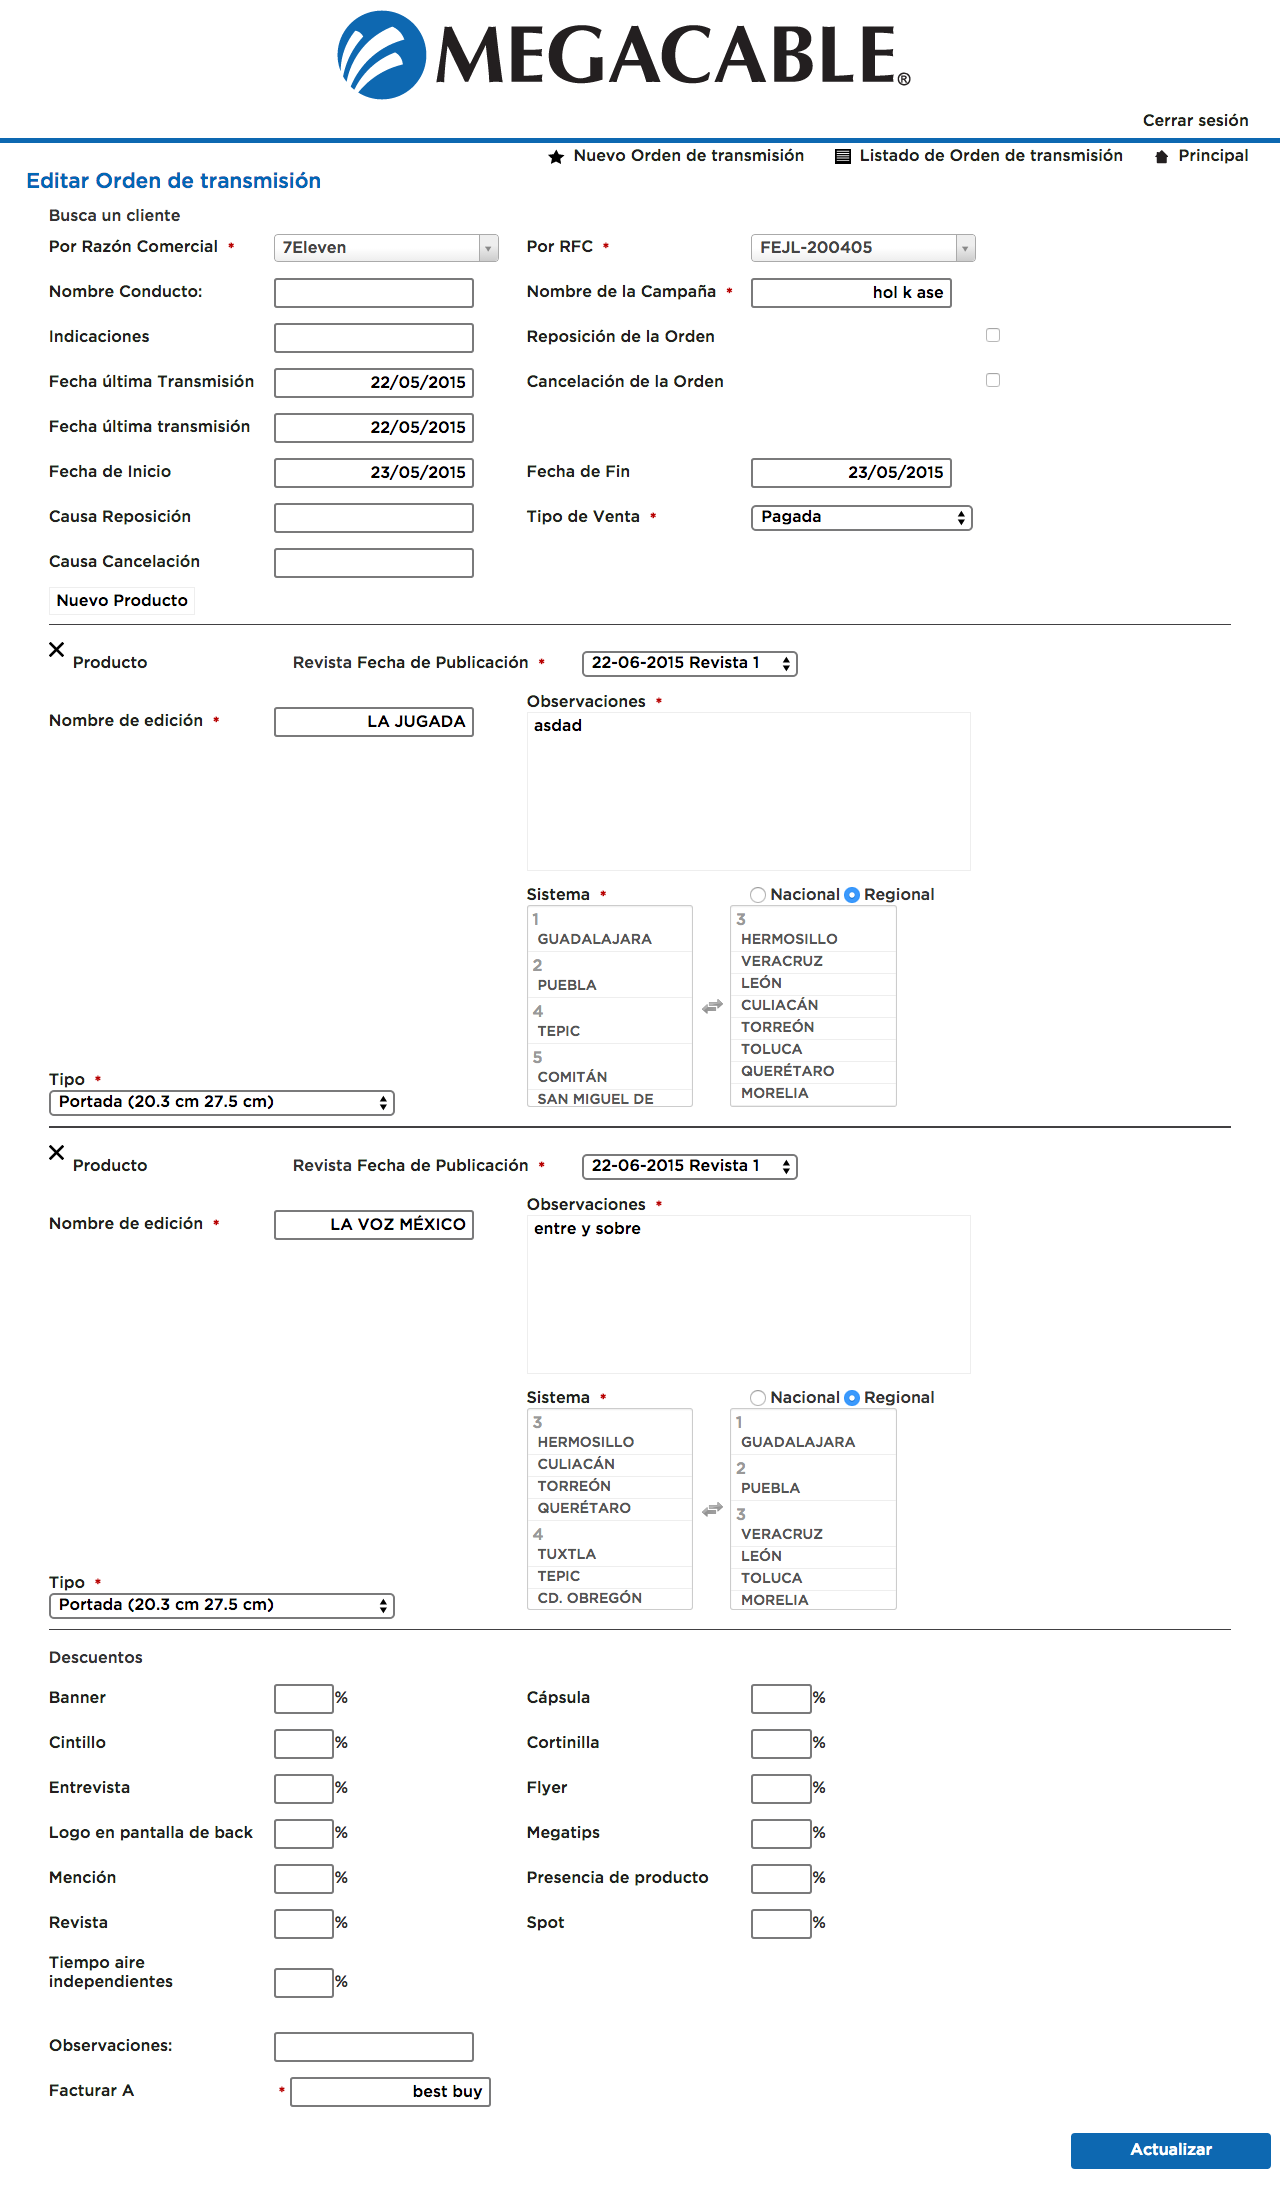 MEGACABLE®
Cerrar sesión
Nuevo Orden de transmisión Listado de Orden de transmisión Principal
Editar Orden de transmisión
Busca un cliente
Por Razón Comercial * 7Eleven Por RFC * FEJL-200405
Nombre Conducto: Nombre de la Campaña * hol k ase
Indicaciones Reposición de la Orden
Fecha última Transmisión 22/05/2015 Cancelación de la Orden
Fecha última transmisión 22/05/2015
Fecha de Inicio 23/05/2015 Fecha de Fin 23/05/2015
Causa Reposición Tipo de Venta * Pagada
Causa Cancelación
Nuevo Producto
Producto Revista Fecha de Publicación * 22-06-2015 Revista 1
Observaciones *
Nombre de edición * LA JUGADA
asdad
Sistema * Nacional Regional
1
GUADALAJARA
2
PUEBLA
4
TEPIC
5
COMITÁN
SAN MIGUEL DE
3
HERMOSILLO
VERACRUZ
LEÓN
CULIACÁN
TORREÓN
TOLUCA
QUERÉTARO
MORELIA
Tipo *
Portada (20.3 cm 27.5 cm)
Producto Revista Fecha de Publicación * 22-06-2015 Revista 1
Observaciones *
Nombre de edición * LA VOZ MÉXICO
entre y sobre
Sistema * Nacional Regional
3
HERMOSILLO
CULIACÁN
TORREÓN
QUERÉTARO
4
TUXTLA
TEPIC
CD. OBREGÓN
1
GUADALAJARA
2
PUEBLA
3
VERACRUZ
LEÓN
TOLUCA
MORELIA
Tipo *
Portada (20.3 cm 27.5 cm)
Descuentos
Banner % Cápsula %
Cintillo % Cortinilla %
Entrevista % Flyer %
Logo en pantalla de back % Megatips %
Mención % Presencia de producto %
Revista % Spot %
Tiempo aire
independientes %
Observaciones:
Facturar A * best buy
Actualizar